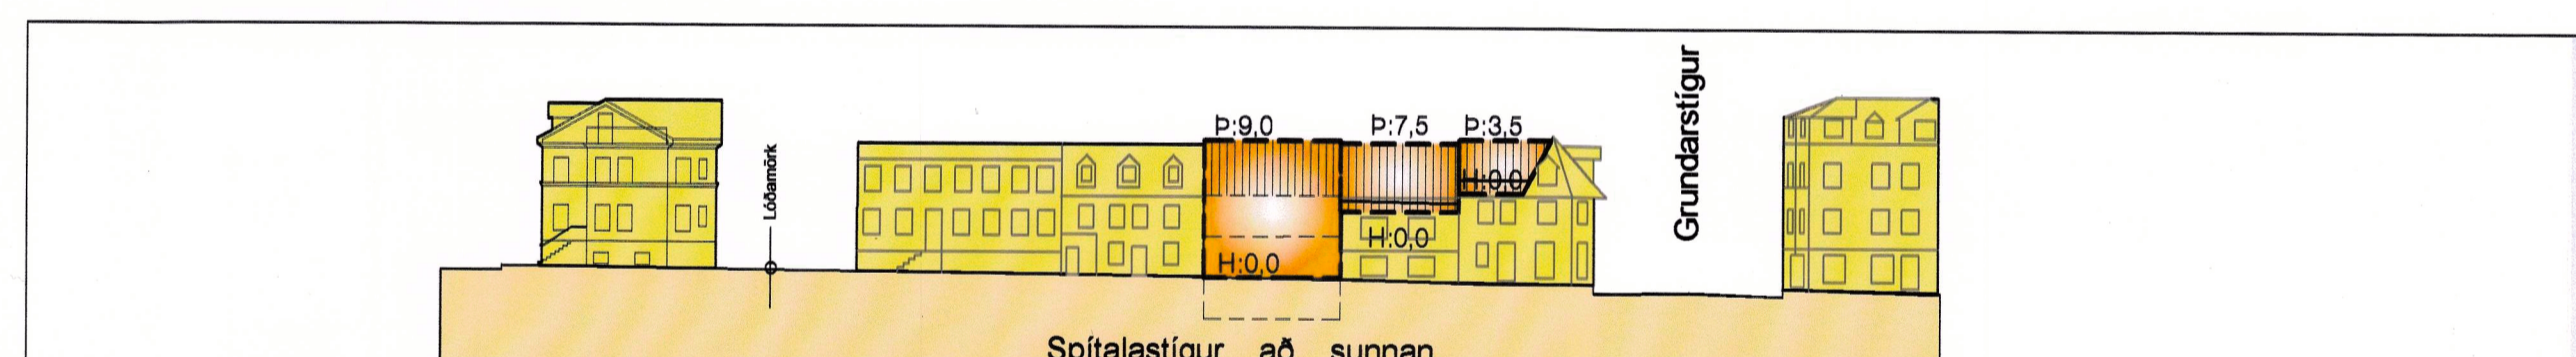 Lóðamörk
Þ:9,0
Þ:7,5
Þ:3,5
H:0,0
H:0,0
H:0,0
Grundarstígur
Spítalastígur að sunnan